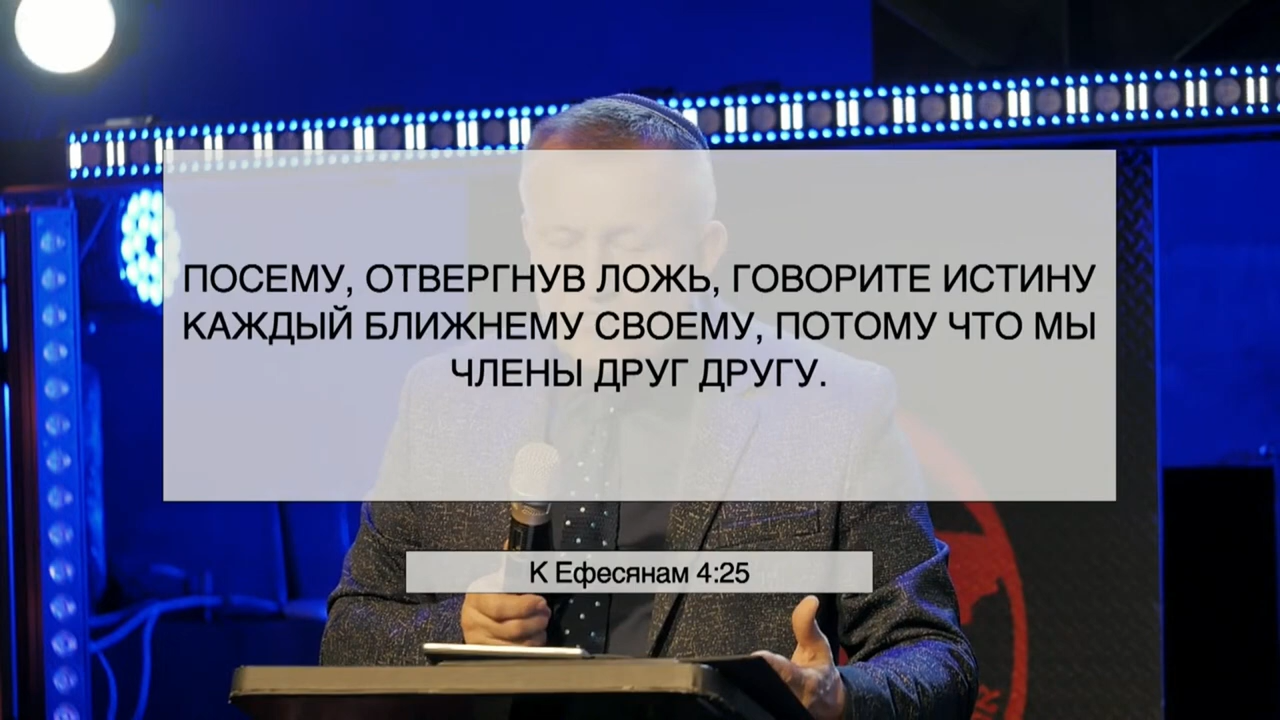 ПОСЕМУ, ОТВЕРГНУВ ЛОЖЬ, ГОВОРИТЕ ИСТИНУ
КАЖДЫЙ БЛИЖНЕМУ СВОЕМУ, ПОТОМУ ЧТО МЫ
ЧЛЕНЫ ДРУГ ДРУГУ.
К Ефесянам 4:25